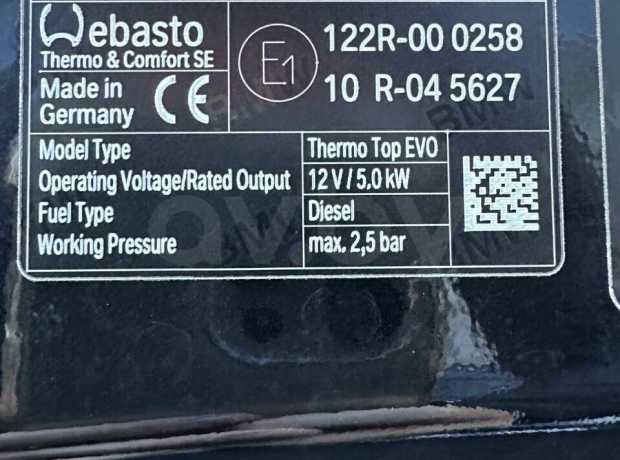 Webasto
Thermo & Comfort SE
Made in
Germany
CE
E1
122R-00 0258
10 R-04 5627
Model Type Thermo Top EVO
Operating Voltage/Rated Output 12 V / 5.0 kW
Fuel Type Diesel
Working Pressure max. 2,5 bar